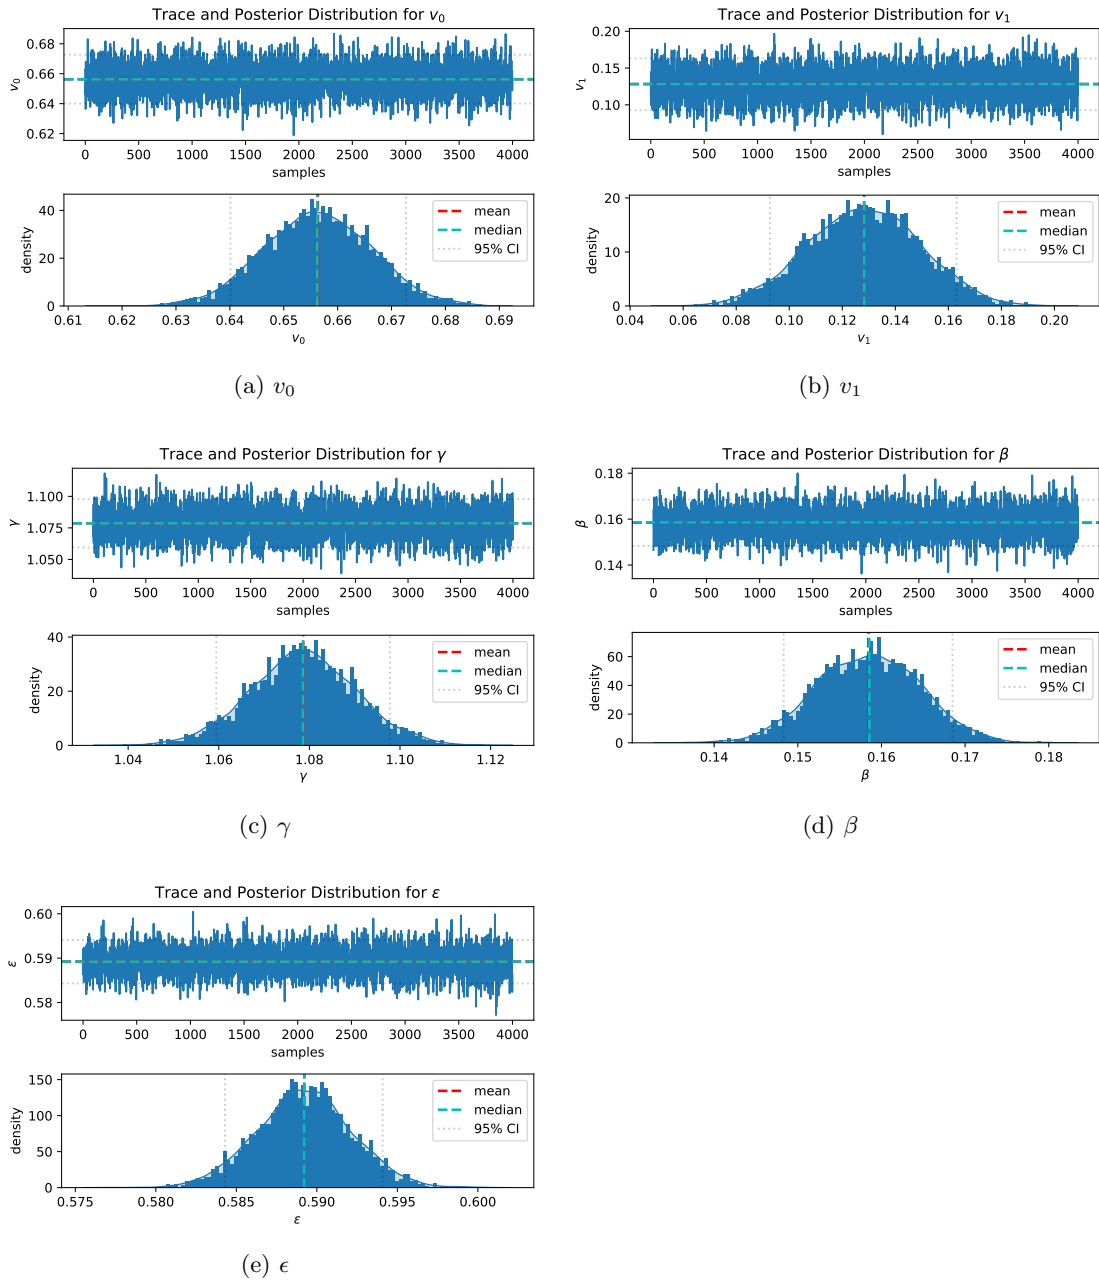 Trace and Posterior Distribution for v₀
0.68
0.66
0.64
0.62
v₀
0 500 1000 1500 2000 2500 3000 3500 4000
samples
40
20
0
density
mean
median
95% CI
0.61 0.62 0.63 0.64 0.65 0.66 0.67 0.68 0.69
v₀
(a) v₀
Trace and Posterior Distribution for v₁
0.20
0.15
0.10
v₁
0 500 1000 1500 2000 2500 3000 3500 4000
samples
20
10
0
density
mean
median
95% CI
0.04 0.06 0.08 0.10 0.12 0.14 0.16 0.18 0.20
v₁
(b) v₁
Trace and Posterior Distribution for γ
1.100
1.075
1.050
γ
0 500 1000 1500 2000 2500 3000 3500 4000
samples
40
20
0
density
mean
median
95% CI
1.04 1.06 1.08 1.10 1.12
γ
(c) γ
Trace and Posterior Distribution for β
0.18
0.16
0.14
β
0 500 1000 1500 2000 2500 3000 3500 4000
samples
60
40
20
0
density
mean
median
95% CI
0.14 0.15 0.16 0.17 0.18
β
(d) β
Trace and Posterior Distribution for ε
0.60
0.59
0.58
ε
0 500 1000 1500 2000 2500 3000 3500 4000
samples
150
100
50
0
density
mean
median
95% CI
0.575 0.580 0.585 0.590 0.595 0.600
ε
(e) ϵ